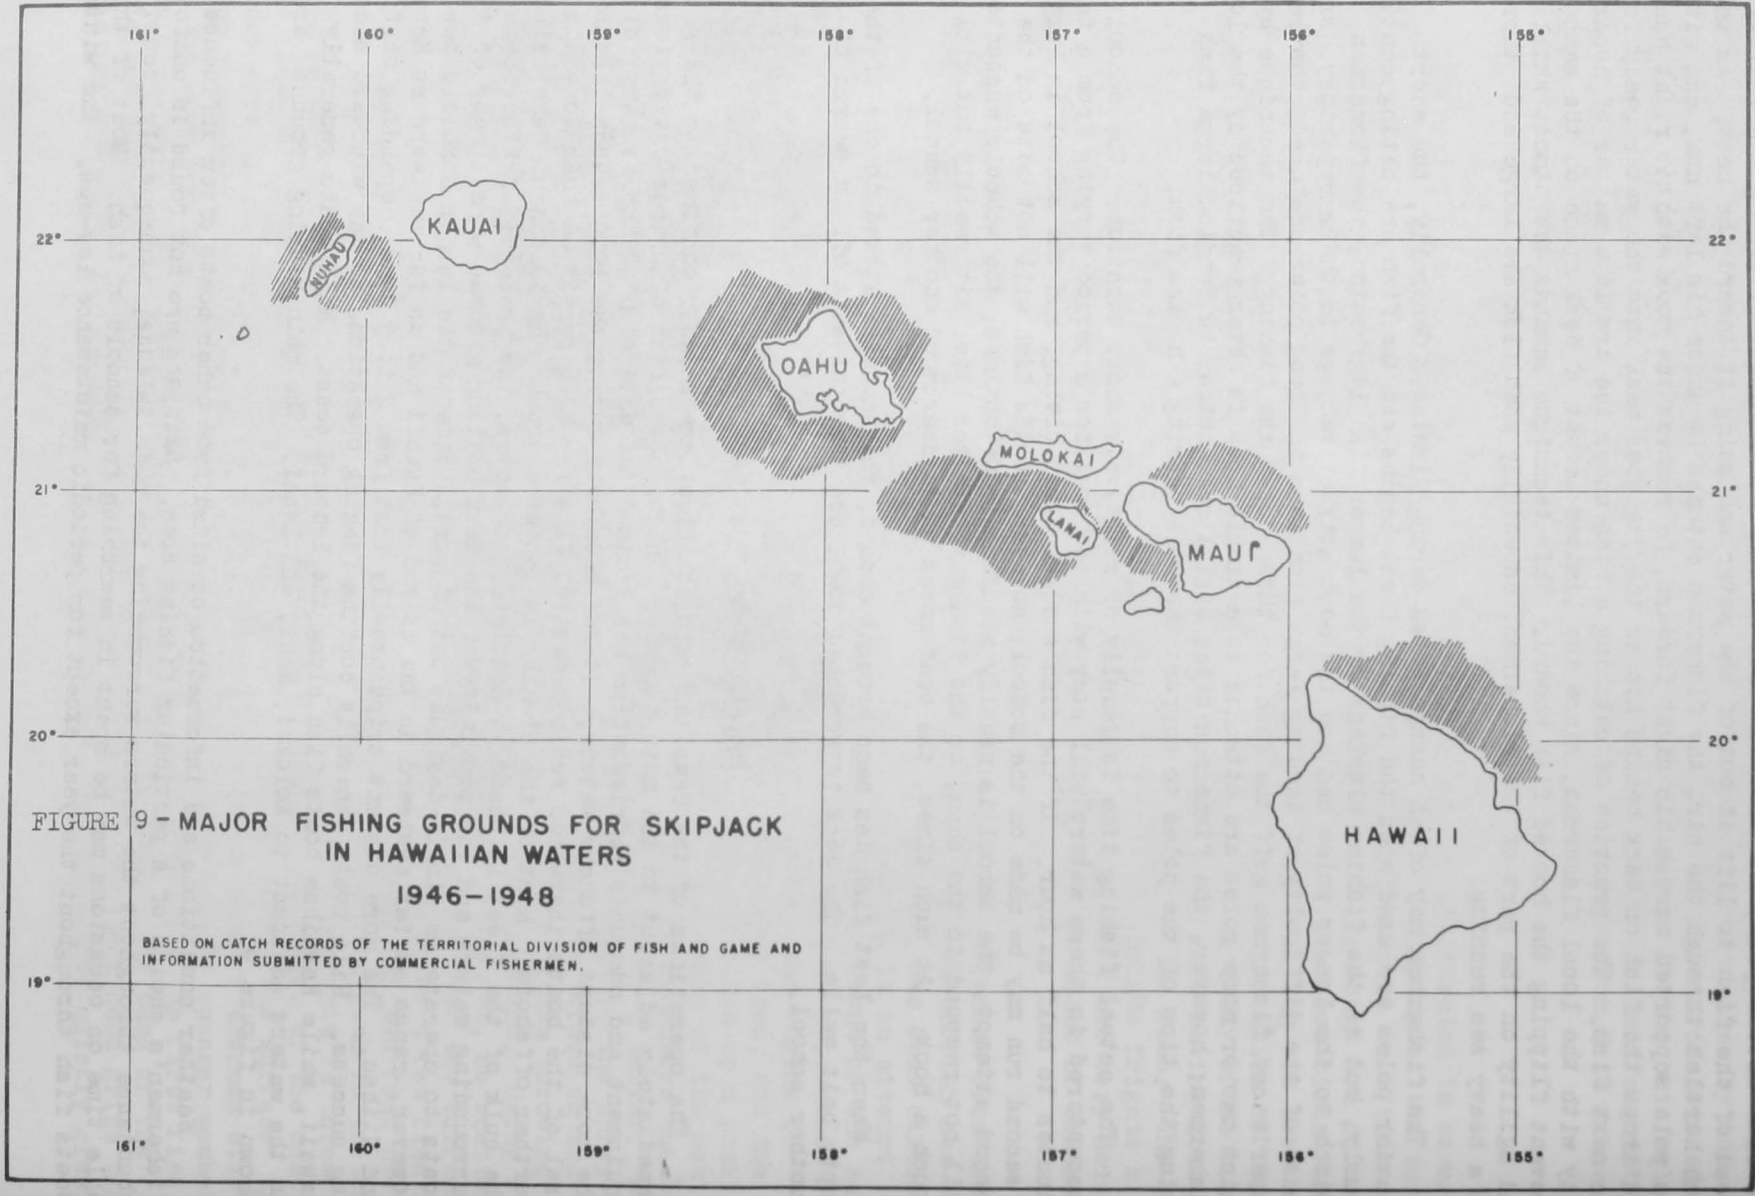 161° 160° 159° 158° 157° 156° 155°
22° 22°
KAUAI
NUHAU
OAHU
MOLOKAI
21° 21°
LANAI
MAUI
20° 20°
HAWAII
FIGURE 9 - MAJOR FISHING GROUNDS FOR SKIPJACK
IN HAWAIIAN WATERS
1946-1948
BASED ON CATCH RECORDS OF THE TERRITORIAL DIVISION OF FISH AND GAME AND
INFORMATION SUBMITTED BY COMMERCIAL FISHERMEN.
19° 19°
161° 160° 159° 158° 157° 156° 155°